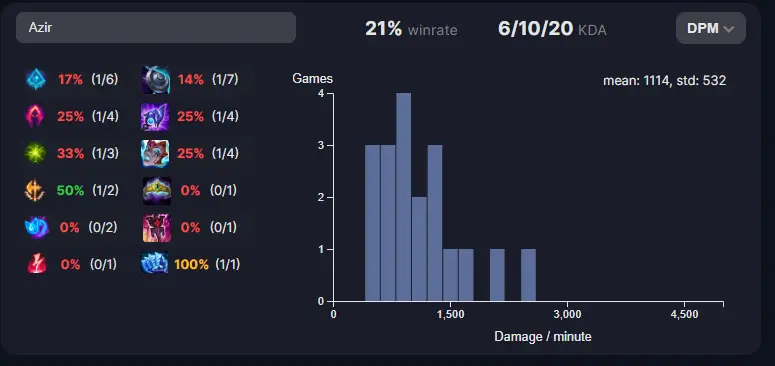 Azir
21% winrate 6/10/20 KDA DPM
17% (1/6) 14% (1/7)
25% (1/4) 25% (1/4)
33% (1/3) 25% (1/4)
50% (1/2) 0% (0/1)
0% (0/2) 0% (0/1)
0% (0/1) 100% (1/1)
Games
mean: 1114, std: 532
4
3
2
1
0
0 1,500 3,000 4,500
Damage / minute